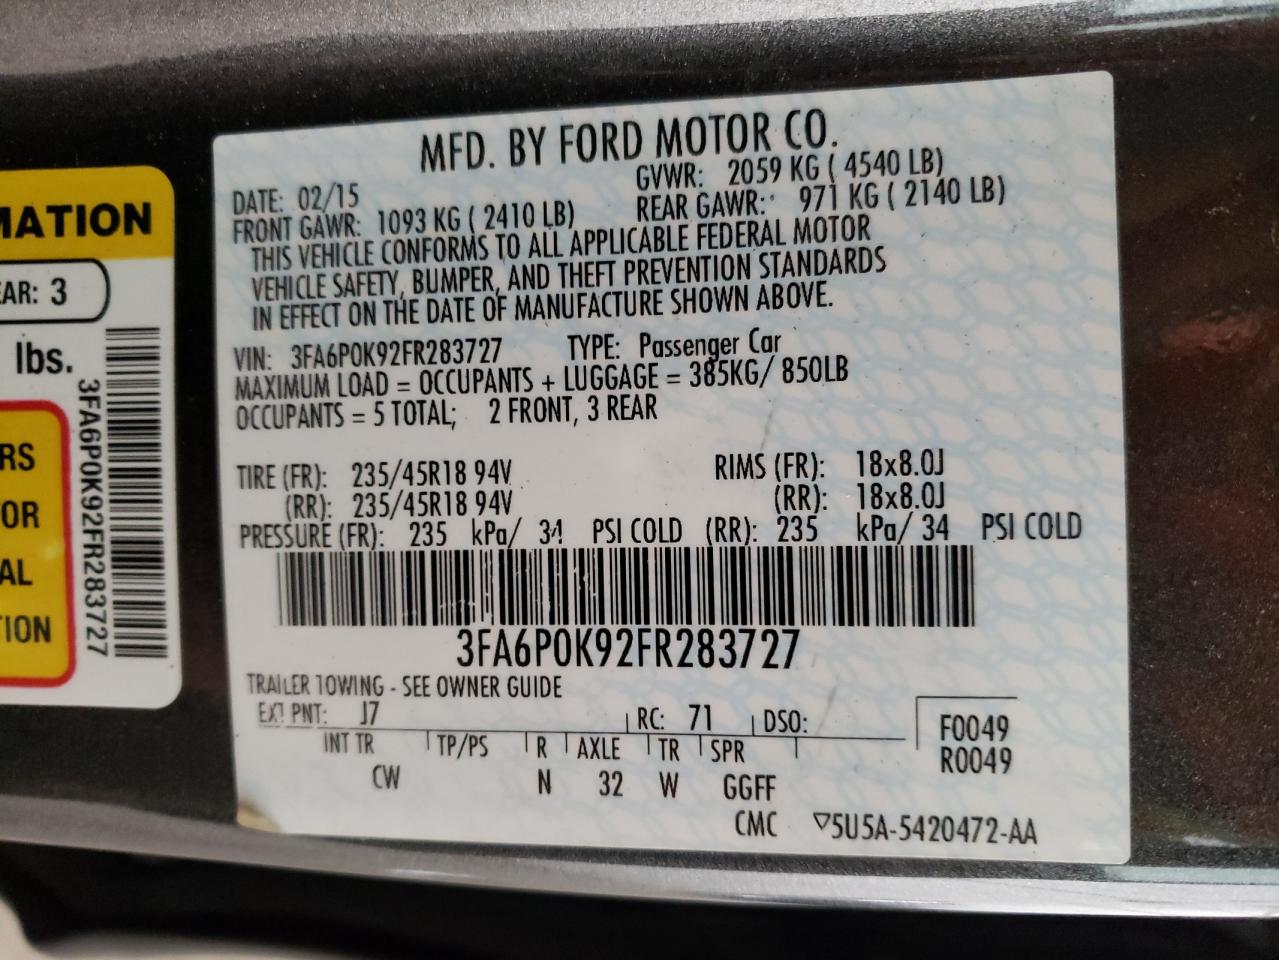 MATION
EAR: 3
lbs.
3FA6P0K92FR283727
RS
OR
AL
TION
MFD. BY FORD MOTOR CO.
DATE: 02/15 GVWR: 2059 KG ( 4540 LB)
FRONT GAWR: 1093 KG ( 2410 LB) REAR GAWR: 971 KG ( 2140 LB)
THIS VEHICLE CONFORMS TO ALL APPLICABLE FEDERAL MOTOR
VEHICLE SAFETY, BUMPER, AND THEFT PREVENTION STANDARDS
IN EFFECT ON THE DATE OF MANUFACTURE SHOWN ABOVE.
VIN: 3FA6P0K92FR283727 TYPE: Passenger Car
MAXIMUM LOAD = OCCUPANTS + LUGGAGE = 385KG/ 850LB
OCCUPANTS = 5 TOTAL; 2 FRONT, 3 REAR
TIRE (FR): 235/45R18 94V RIMS (FR): 18x8.0J
(RR): 235/45R18 94V (RR): 18x8.0J
PRESSURE (FR): 235 kPa/ 34 PSI COLD (RR): 235 kPa/ 34 PSI COLD
3FA6P0K92FR283727
TRAILER TOWING - SEE OWNER GUIDE
EXT PNT: J7 RC: 71 DSO: F0049
INT TR TP/PS R AXLE TR SPR R0049
CW N 32 W GGFF
CMC ▽5U5A-5420472-AA